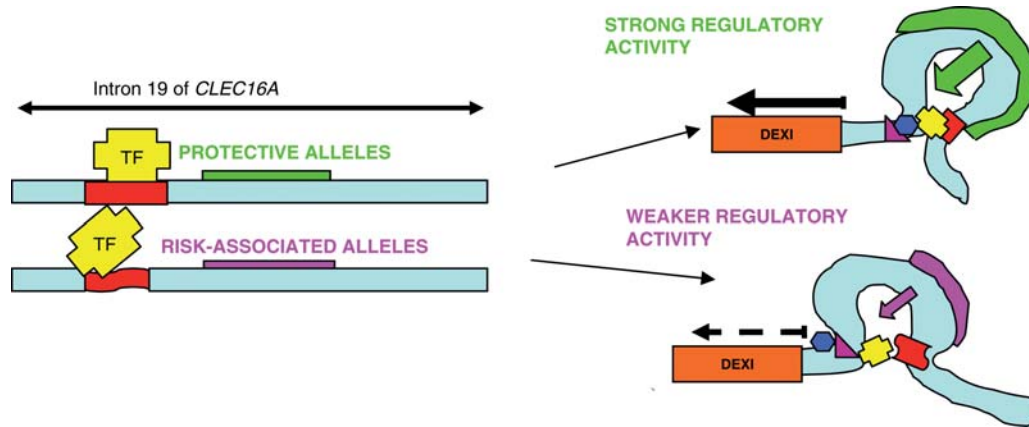 Intron 19 of CLEC16A
TF
PROTECTIVE ALLELES
TF
RISK-ASSOCIATED ALLELES
STRONG REGULATORY
ACTIVITY
DEXI
WEAKER REGULATORY
ACTIVITY
DEXI